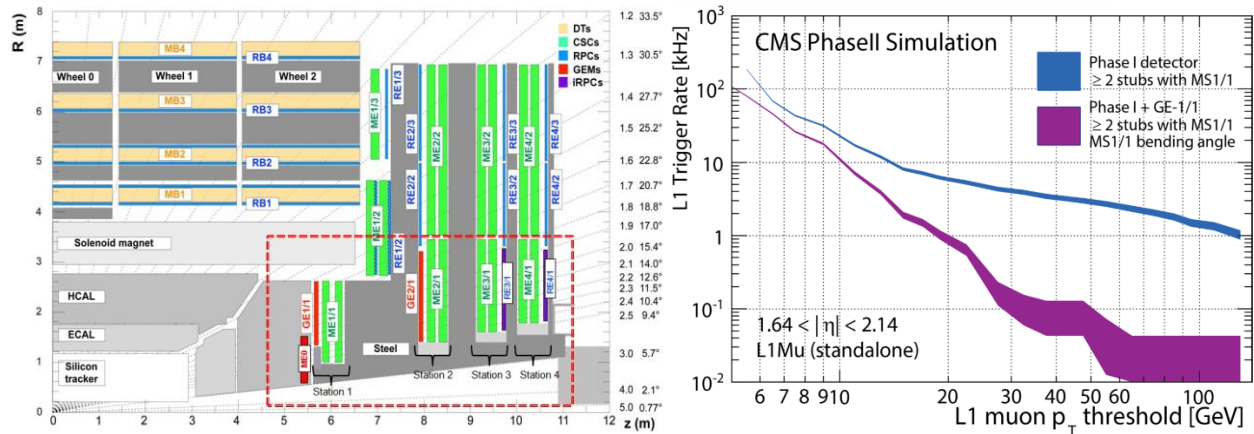 R (m)
8
7
6
5
4
3
2
1
0
0 1 2 3 4 5 6 7 8 9 10 11 12
z (m)
1.2 33.5°
1.3 30.5°
1.4 27.7°
1.5 25.2°
1.6 22.8°
1.7 20.7°
1.8 18.8°
1.9 17.0°
2.0 15.4°
2.1 14.0°
2.2 12.6°
2.3 11.5°
2.4 10.4°
2.5 9.4°
3.0 5.7°
4.0 2.1°
5.0 0.77°
DTs
CSCs
RPCs
GEMs
iRPCs
MB4
RB4
Wheel 0
Wheel 1
Wheel 2
MB3
RB3
MB2
RB2
MB1
RB1
Solenoid magnet
HCAL
ECAL
Silicon
tracker
Steel
ME1/3
RE1/3
ME1/2
RE1/2
RE2/3
ME2/2
RE2/2
ME3/2
RE3/3
RE3/2
ME4/2
RE4/3
RE4/2
GE1/1
ME1/1
ME0
GE2/1
ME2/1
ME3/1
RE3/1
ME4/1
RE4/1
Station 1
Station 2
Station 3
Station 4
CMS PhaseII Simulation
Phase I detector
≥ 2 stubs with MS1/1
Phase I + GE-1/1
≥ 2 stubs with MS1/1
MS1/1 bending angle
L1 Trigger Rate [kHz]
10³
10²
10
1
10⁻¹
10⁻²
1.64 < | η| < 2.14
L1Mu (standalone)
6 7 8 9 10 20 30 40 50 60 100
L1 muon p_T threshold [GeV]